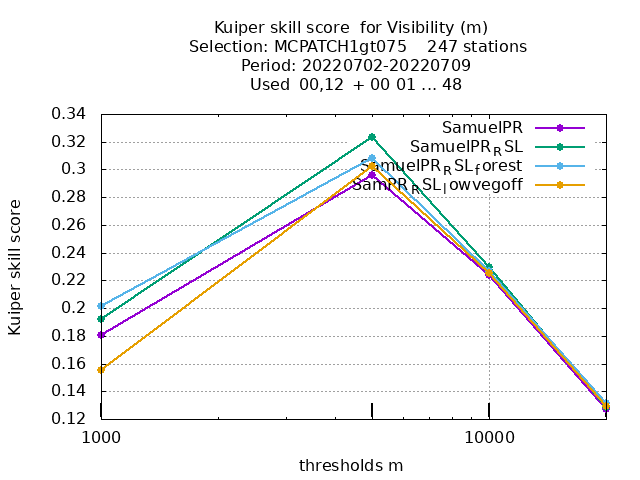 Kuiper skill score  for Visibility (m)
Selection: MCPATCH1gt075    247 stations
Period: 20220702-20220709
Used  00,12  + 00 01 ... 48
0.34
0.32
0.3
0.28
0.26
0.24
0.22
0.2
0.18
0.16
0.14
0.12
Kuiper skill score
SamuelPR
SamuelPR_RSL
SamuelPR_RSL_forest
SamPR_RSL_lowvegoff
1000
10000
thresholds m